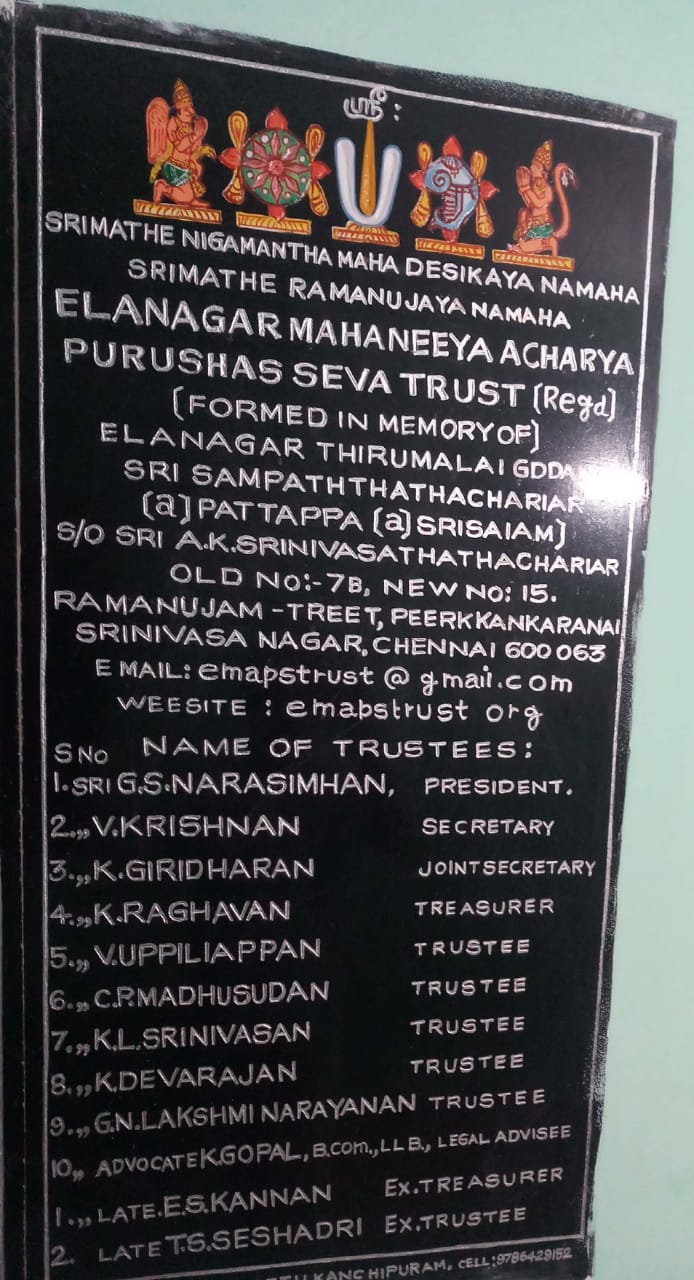 ஸ்ரீ:
SRIMATHE NIGAMANTHA MAHA DESIKAYA NAMAHA
SRIMATHE RAMANUJAYA NAMAHA
ELANAGAR MAHANEEYA ACHARYA
PURUSHAS SEVA TRUST (Regd)
(FORMED IN MEMORY OF)
ELANAGAR THIRUMALAI
SRI SAMPATHTHATHACHARIAR
(a) PATTAPPA (a) SRISAIAM)
S/O SRI A.K.SRINIVASATHATHACHARIAR
OLD No:-7B, NEW No: 15.
RAMANUJAM -TREET, PEERKKANKARANAI
SRINIVASA NAGAR, CHENNAI 600 063
E MAIL: emapstrust @ gmail.com
WEESITE : emabstrust org
S No NAME OF TRUSTEES:
1. SRI G.S.NARASIMHAN, PRESIDENT.
2. ,, V.KRISHNAN SECRETARY
3. ,, K.GIRIDHARAN JOINT SECRETARY
4. ,, K.RAGHAVAN TREASURER
5. ,, V.UPPILIAPPAN TRUSTEE
6. ,, C.P.MADHUSUDAN TRUSTEE
7. ,, K.L.SRINIVASAN TRUSTEE
8. ,, K.DEVARAJAN TRUSTEE
9. ,, G.N.LAKSHMI NARAYANAN TRUSTEE
10 ,, ADVOCATE K.GOPAL, B.Com.,LLB., LEGAL ADVISEE
1. ,, LATE.E.S.KANNAN Ex.TREASURER
2. LATE T.S.SESHADRI Ex.TRUSTEE
KANCHIPURAM, CELL:9786429152